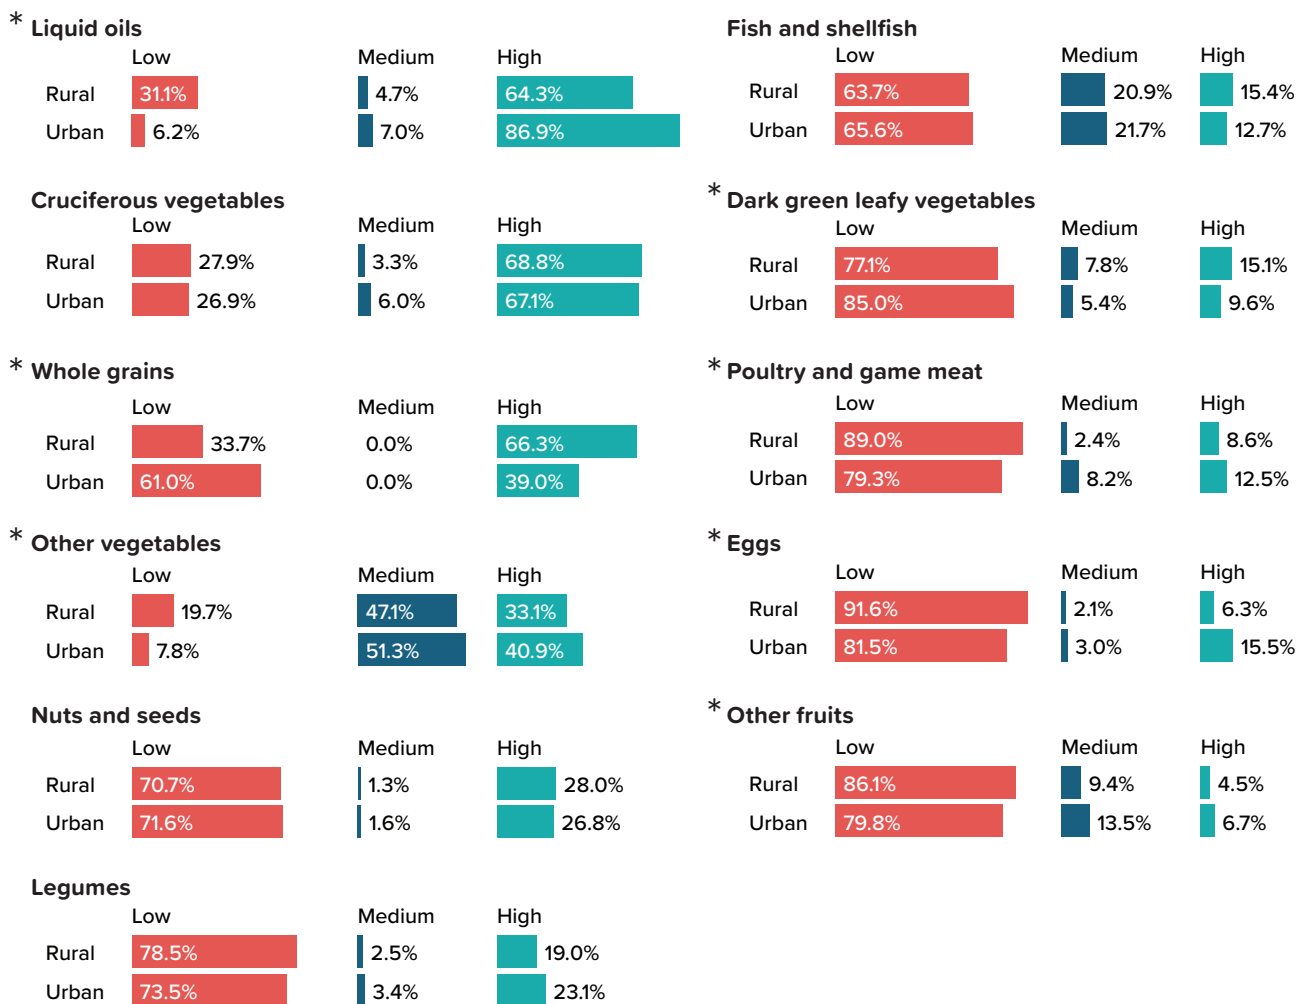 * Liquid oils
Low Medium High
Rural 31.1% 4.7% 64.3%
Urban 6.2% 7.0% 86.9%
Cruciferous vegetables
Low Medium High
Rural 27.9% 3.3% 68.8%
Urban 26.9% 6.0% 67.1%
* Whole grains
Low Medium High
Rural 33.7% 0.0% 66.3%
Urban 61.0% 0.0% 39.0%
* Other vegetables
Low Medium High
Rural 19.7% 47.1% 33.1%
Urban 7.8% 51.3% 40.9%
Nuts and seeds
Low Medium High
Rural 70.7% 1.3% 28.0%
Urban 71.6% 1.6% 26.8%
Legumes
Low Medium High
Rural 78.5% 2.5% 19.0%
Urban 73.5% 3.4% 23.1%
Fish and shellfish
Low Medium High
Rural 63.7% 20.9% 15.4%
Urban 65.6% 21.7% 12.7%
* Dark green leafy vegetables
Low Medium High
Rural 77.1% 7.8% 15.1%
Urban 85.0% 5.4% 9.6%
* Poultry and game meat
Low Medium High
Rural 89.0% 2.4% 8.6%
Urban 79.3% 8.2% 12.5%
* Eggs
Low Medium High
Rural 91.6% 2.1% 6.3%
Urban 81.5% 3.0% 15.5%
* Other fruits
Low Medium High
Rural 86.1% 9.4% 4.5%
Urban 79.8% 13.5% 6.7%